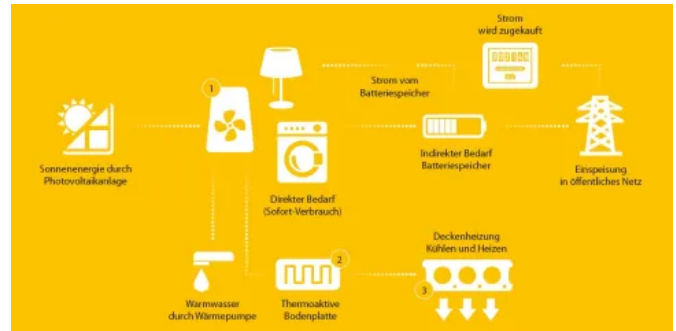 Strom
wird zugekauft
1
Strom vom
Batteriespeicher
Sonnenenergie durch
Photovoltaikanlage
Indirekter Bedarf
Batteriespeicher
Einspeisung
in öffentliches Netz
Direkter Bedarf
(Sofort-Verbrauch)
Deckenheizung
Kühlen und Heizen
2
3
Warmwasser
durch Wärmepumpe
Thermoaktive
Bodenplatte